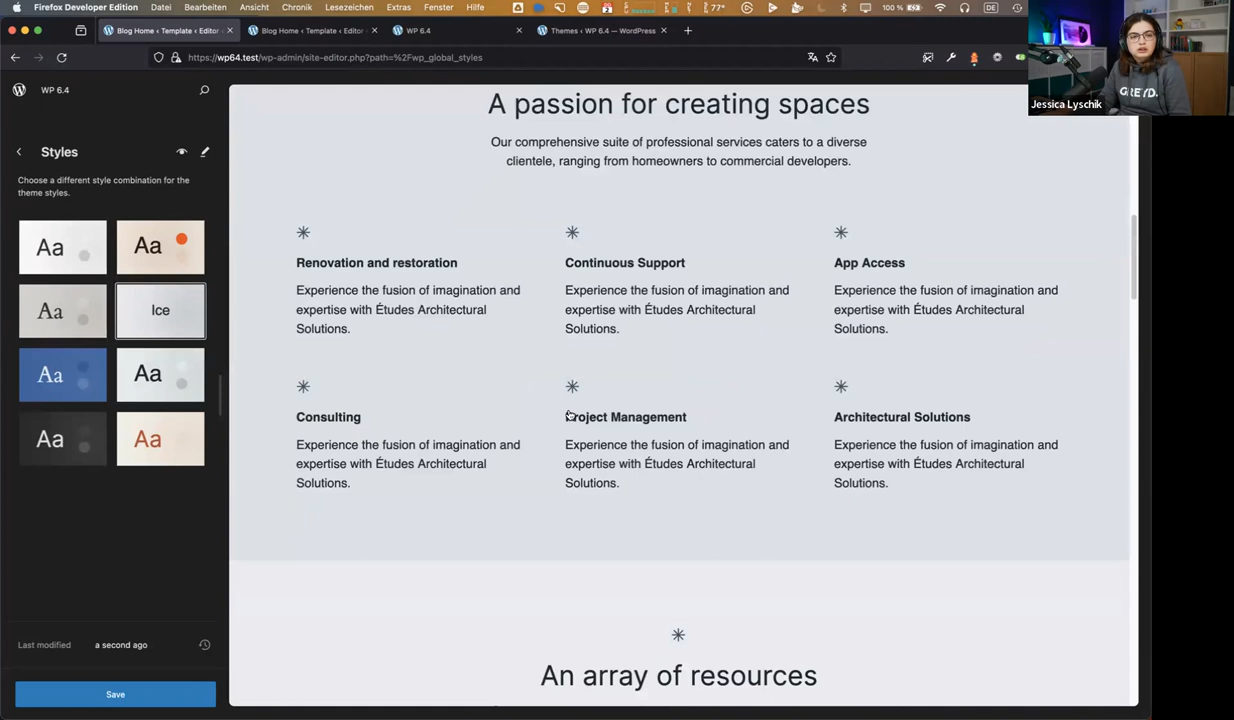 Firefox Developer Edition Datei Bearbeiten Ansicht Chronik Lesezeichen Extras Fenster Hilfe 77° 100 % DE
Blog Home ‹ Template ‹ Editor Blog Home ‹ Template ‹ Editor WP 6.4 Themes ‹ WP 6.4 — WordPress
https://wp64.test/wp-admin/site-editor.php?path=%2Fwp_global_styles
GREYD.
Jessica Lyschik
WP 6.4
Styles
Choose a different style combination for the
theme styles.
Aa Aa
Aa Ice
Aa Aa
Aa Aa
Last modified a second ago
Save
A passion for creating spaces
Our comprehensive suite of professional services caters to a diverse
clientele, ranging from homeowners to commercial developers.
Renovation and restoration
Experience the fusion of imagination and
expertise with Études Architectural
Solutions.
Continuous Support
Experience the fusion of imagination and
expertise with Études Architectural
Solutions.
App Access
Experience the fusion of imagination and
expertise with Études Architectural
Solutions.
Consulting
Experience the fusion of imagination and
expertise with Études Architectural
Solutions.
Project Management
Experience the fusion of imagination and
expertise with Études Architectural
Solutions.
Architectural Solutions
Experience the fusion of imagination and
expertise with Études Architectural
Solutions.
An array of resources